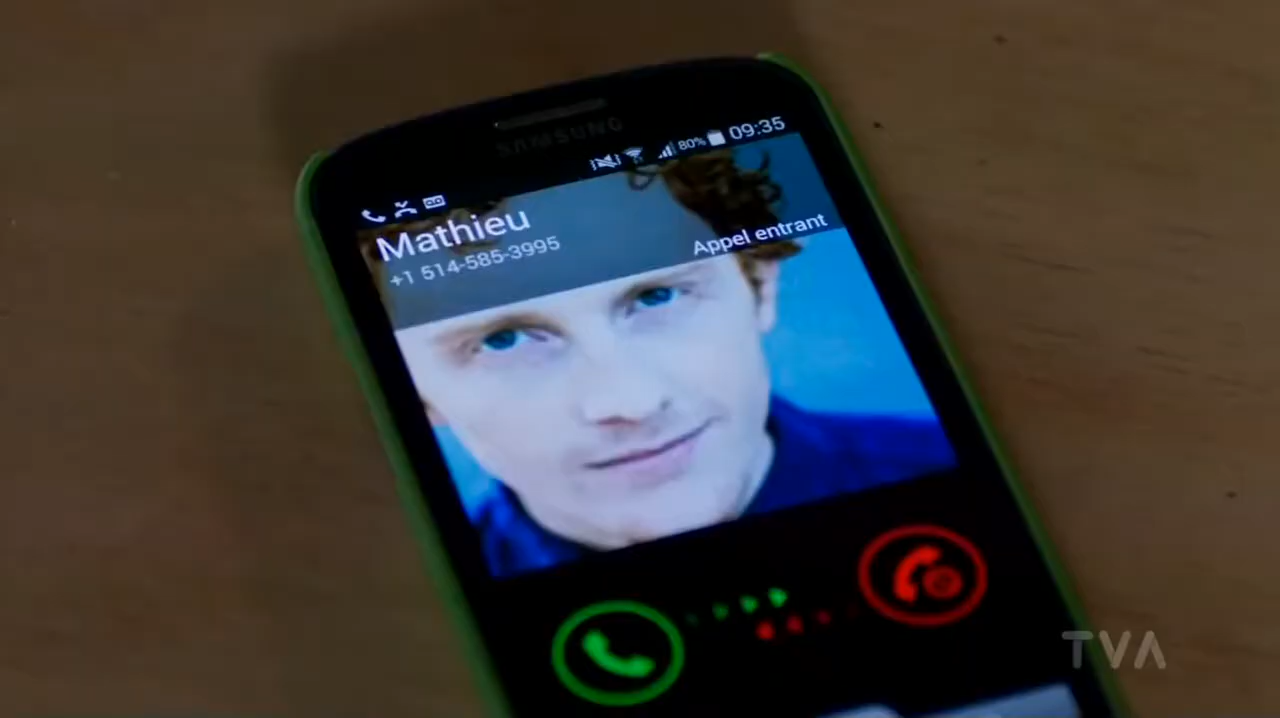 SAMSUNG
80% 09:35
Mathieu
+1 514-585-3995
Appel entrant
TVA